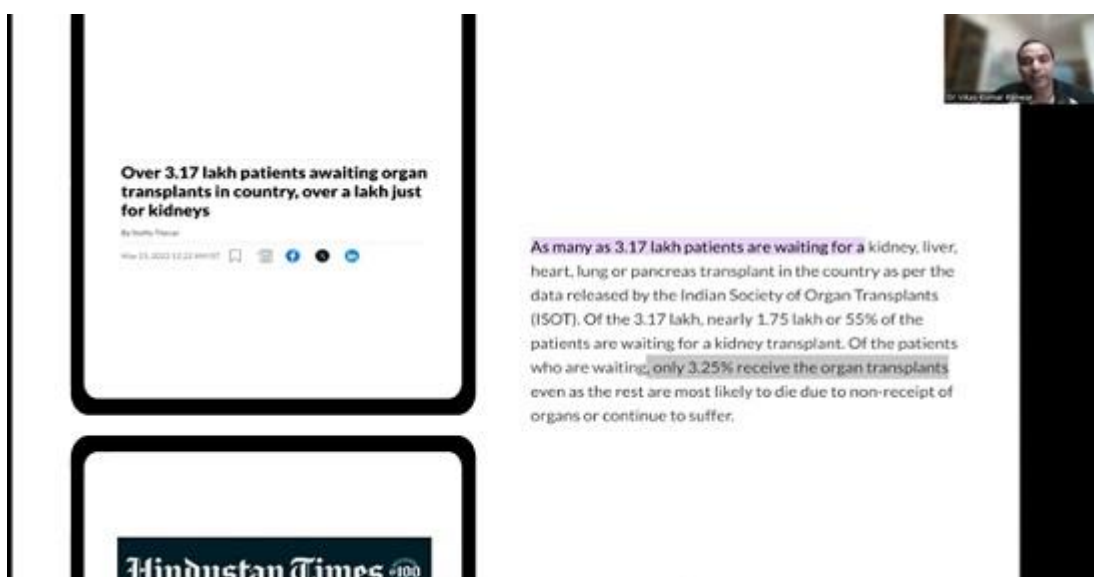 Over 3.17 lakh patients awaiting organ
transplants in country, over a lakh just
for kidneys
As many as 3.17 lakh patients are waiting for a kidney, liver,
heart, lung or pancreas transplant in the country as per the
data released by the Indian Society of Organ Transplants
(ISOT). Of the 3.17 lakh, nearly 1.75 lakh or 55% of the
patients are waiting for a kidney transplant. Of the patients
who are waiting, only 3.25% receive the organ transplants
even as the rest are most likely to die due to non-receipt of
organs or continue to suffer.
Hindustan Times